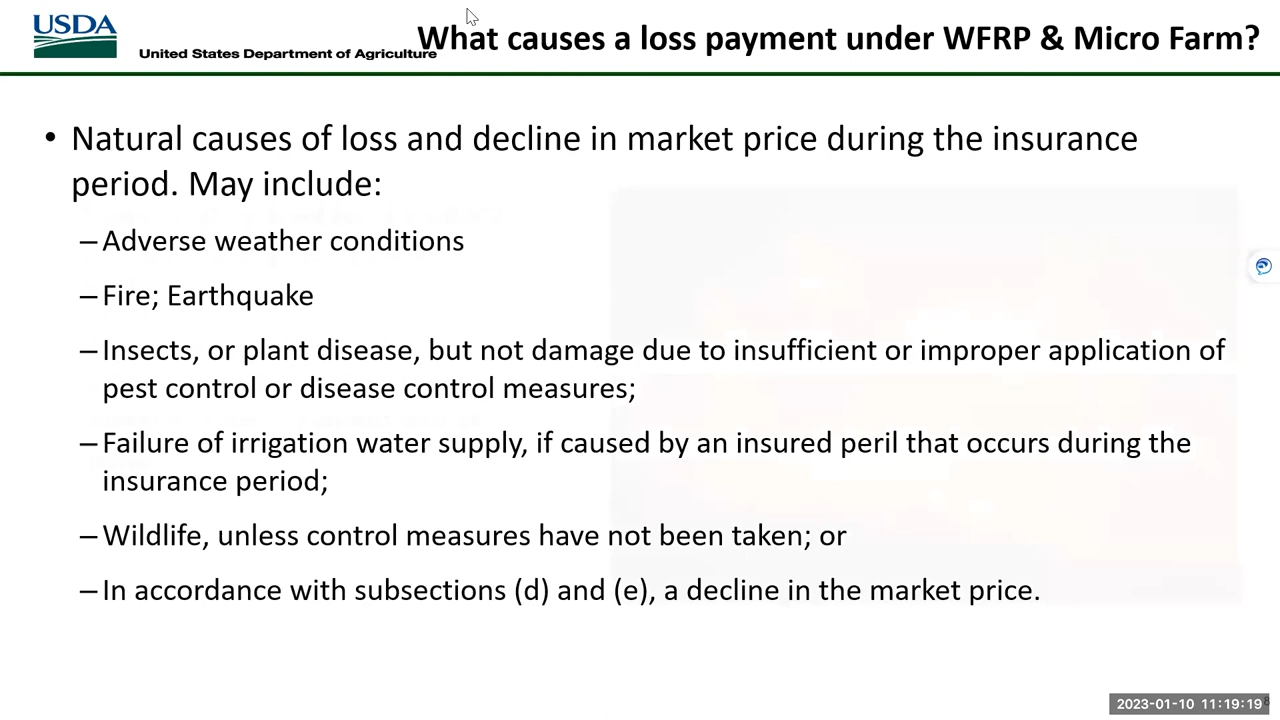 USDA
United States Department of Agriculture
What causes a loss payment under WFRP & Micro Farm?
• Natural causes of loss and decline in market price during the insurance
period. May include:
–Adverse weather conditions
–Fire; Earthquake
–Insects, or plant disease, but not damage due to insufficient or improper application of
pest control or disease control measures;
–Failure of irrigation water supply, if caused by an insured peril that occurs during the
insurance period;
–Wildlife, unless control measures have not been taken; or
–In accordance with subsections (d) and (e), a decline in the market price.
2023-01-10 11:19:19
8